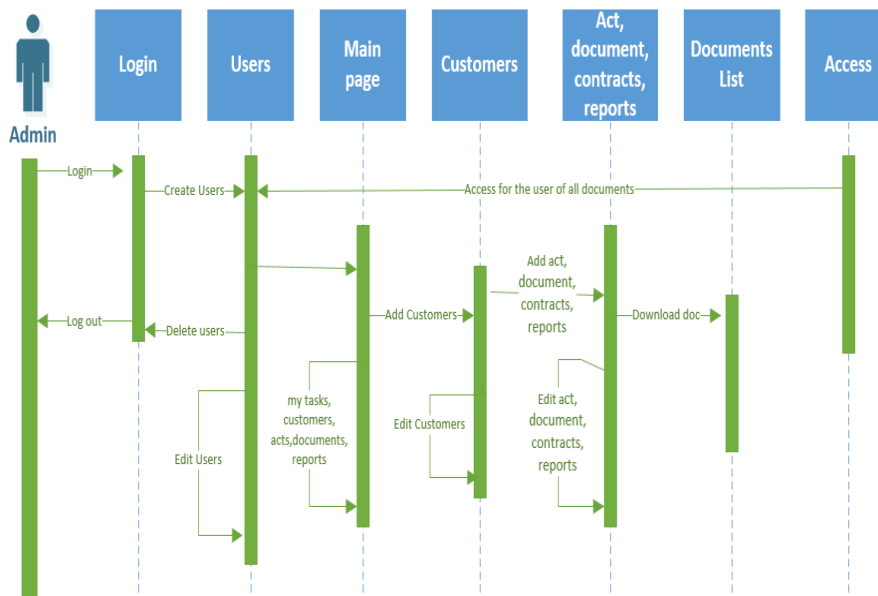 Admin
Login
Users
Main
page
Customers
Act,
document,
contracts,
reports
Documents
List
Access
Login
Create Users
Access for the user of all documents
Add act,
document,
contracts,
reports
Log out
Delete users
Add Customers
Download doc
Edit Users
my tasks,
customers,
acts,documents,
reports
Edit Customers
Edit act,
document,
contracts,
reports